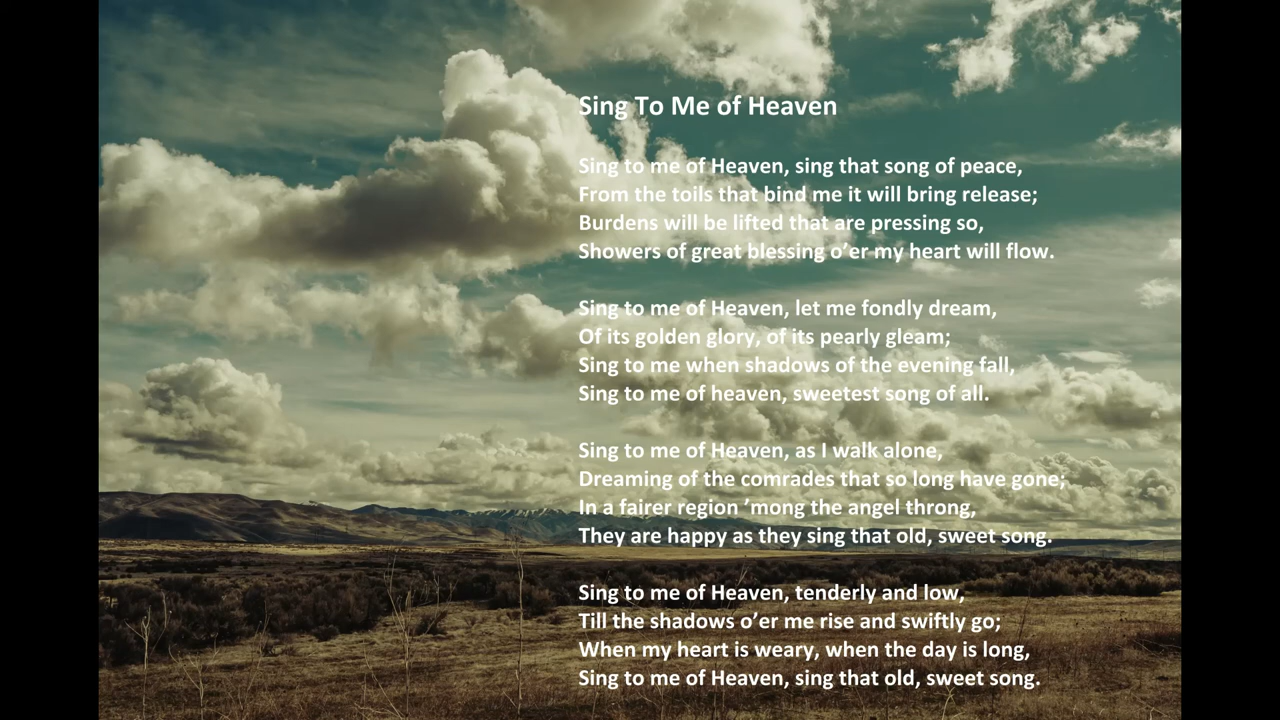 Sing To Me of Heaven
Sing to me of Heaven, sing that song of peace,
From the toils that bind me it will bring release;
Burdens will be lifted that are pressing so,
Showers of great blessing o’er my heart will flow.
Sing to me of Heaven, let me fondly dream,
Of its golden glory, of its pearly gleam;
Sing to me when shadows of the evening fall,
Sing to me of heaven, sweetest song of all.
Sing to me of Heaven, as I walk alone,
Dreaming of the comrades that so long have gone;
In a fairer region ’mong the angel throng,
They are happy as they sing that old, sweet song.
Sing to me of Heaven, tenderly and low,
Till the shadows o’er me rise and swiftly go;
When my heart is weary, when the day is long,
Sing to me of Heaven, sing that old, sweet song.